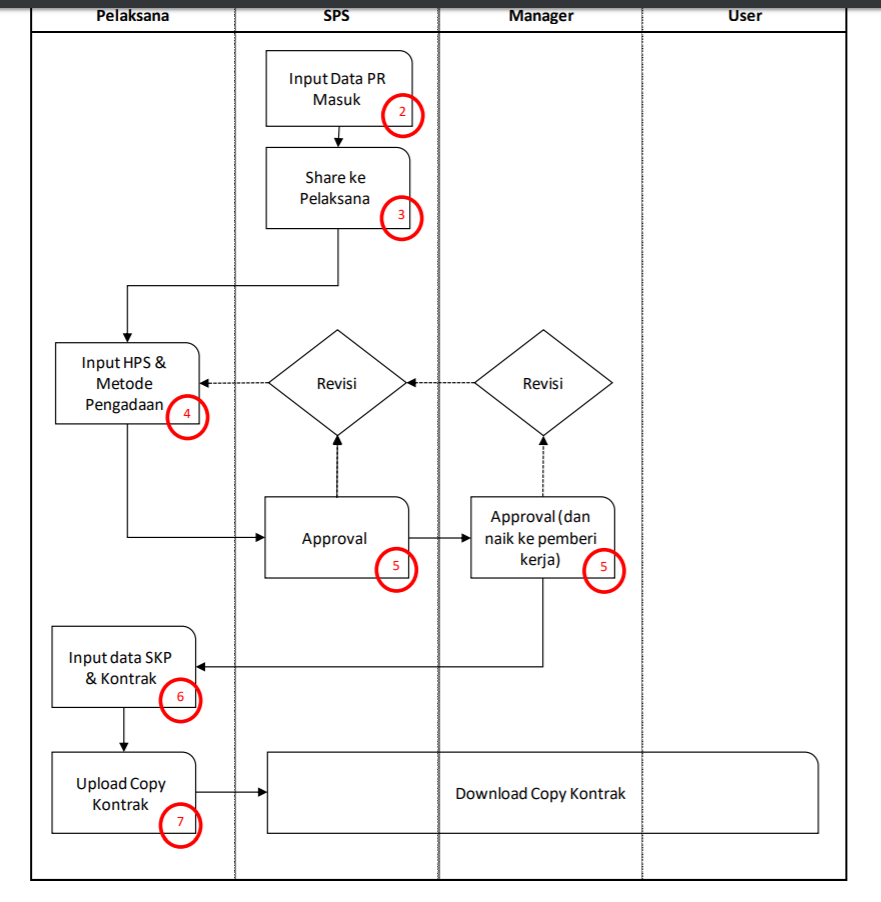 Pelaksana
SPS
Manager
User
Input Data PR
Masuk
2
Share ke
Pelaksana
3
Input HPS &
Metode
Pengadaan
4
Revisi
Revisi
Approval
5
Approval (dan
naik ke pemberi
kerja)
5
Input data SKP
& Kontrak
6
Upload Copy
Kontrak
7
Download Copy Kontrak